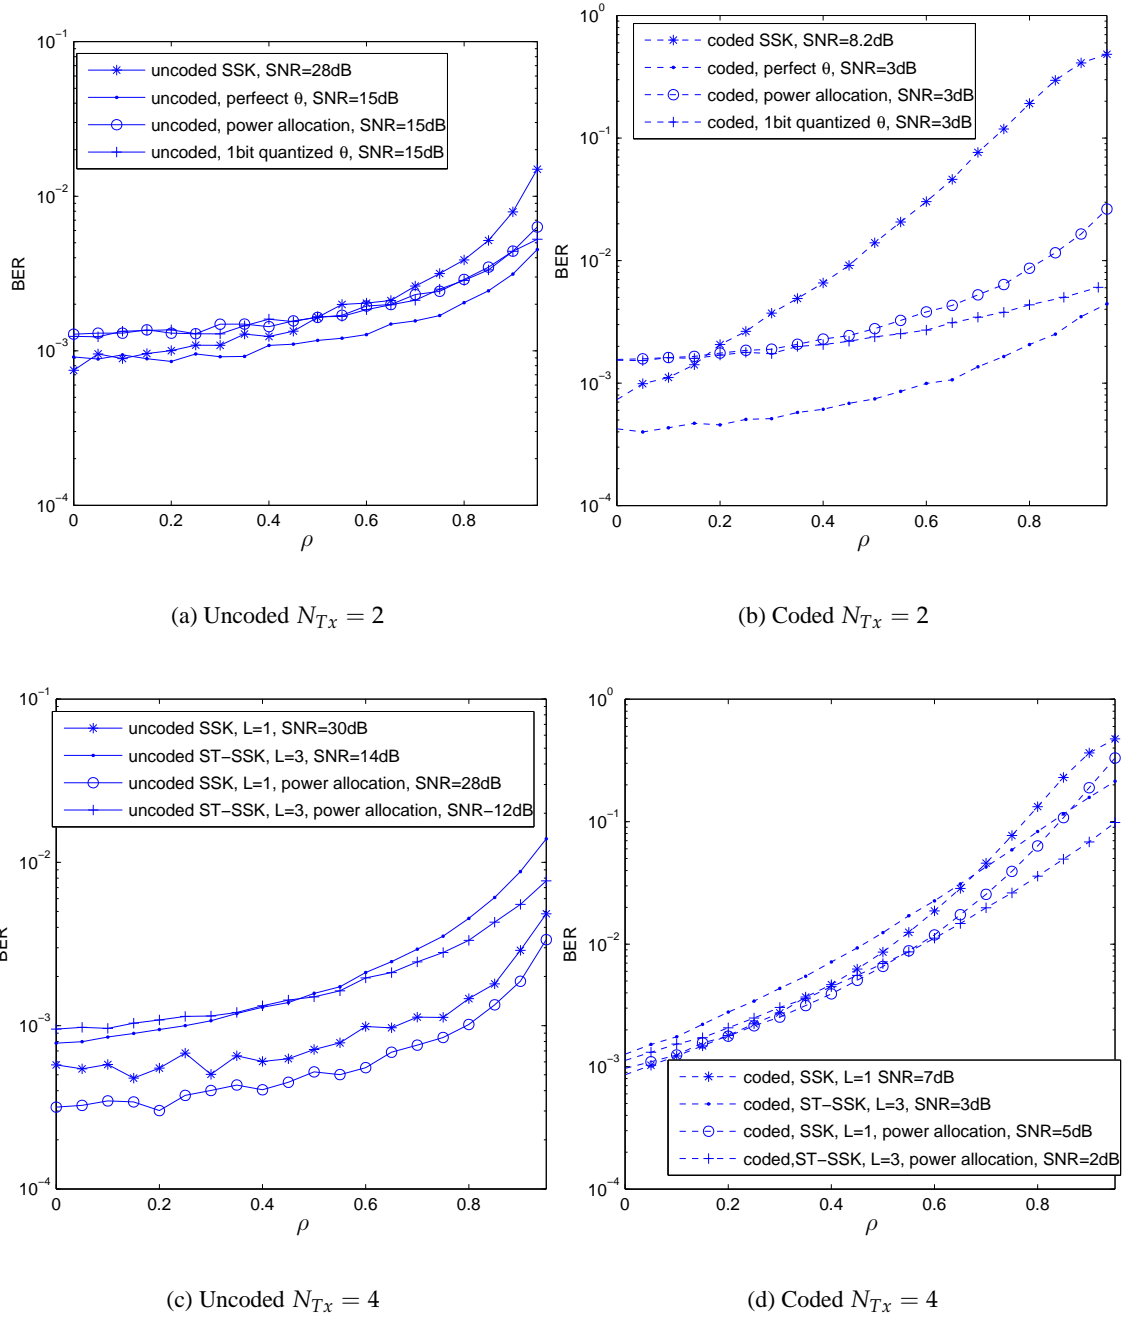 10^-1
10^-2
10^-3
10^-4
BER
uncoded SSK, SNR=28dB
uncoded, perfeect θ, SNR=15dB
uncoded, power allocation, SNR=15dB
uncoded, 1bit quantized θ, SNR=15dB
0 0.2 0.4 0.6 0.8
ρ
(a) Uncoded N_{Tx} = 2
10^0
10^-1
10^-2
10^-3
10^-4
BER
coded SSK, SNR=8.2dB
coded, perfect θ, SNR=3dB
coded, power allocation, SNR=3dB
coded, 1bit quantized θ, SNR=3dB
0 0.2 0.4 0.6 0.8
ρ
(b) Coded N_{Tx} = 2
10^-1
10^-2
10^-3
10^-4
BER
uncoded SSK, L=1, SNR=30dB
uncoded ST-SSK, L=3, SNR=14dB
uncoded SSK, L=1, power allocation, SNR=28dB
uncoded ST-SSK, L=3, power allocation, SNR-12dB
0 0.2 0.4 0.6 0.8
ρ
(c) Uncoded N_{Tx} = 4
10^0
10^-1
10^-2
10^-3
10^-4
BER
coded, SSK, L=1 SNR=7dB
coded, ST-SSK, L=3, SNR=3dB
coded, SSK, L=1, power allocation, SNR=5dB
coded,ST-SSK, L=3, power allocation, SNR=2dB
0 0.2 0.4 0.6 0.8
ρ
(d) Coded N_{Tx} = 4